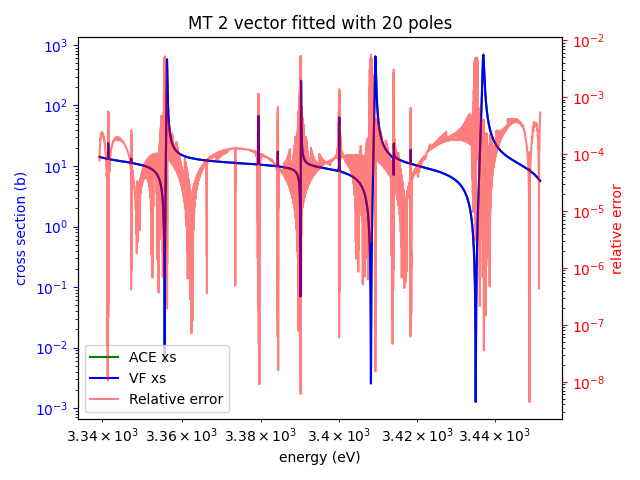 MT 2 vector fitted with 20 poles
cross section (b)
10³
10²
10¹
10⁰
10⁻¹
10⁻²
10⁻³
ACE xs
VF xs
Relative error
3.34 × 10³ 3.36 × 10³ 3.38 × 10³ 3.4 × 10³ 3.42 × 10³ 3.44 × 10³
energy (eV)
10⁻²
10⁻³
10⁻⁴
10⁻⁵
10⁻⁶
10⁻⁷
10⁻⁸
relative error